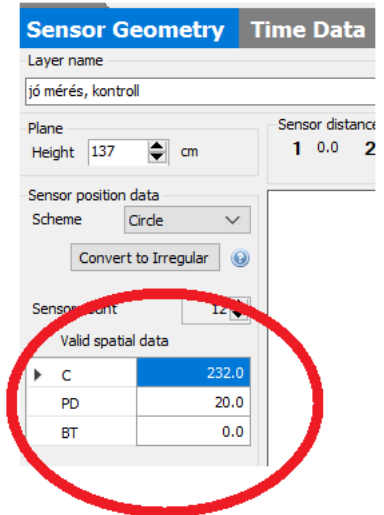 Sensor Geometry Time Data
Layer name
jó mérés, kontroll
Plane
Height 137 cm
Sensor distance
1 0.0 2
Sensor position data
Scheme Circle
Convert to Irregular
Sensor count 12
Valid spatial data
C 232.0
PD 20.0
BT 0.0